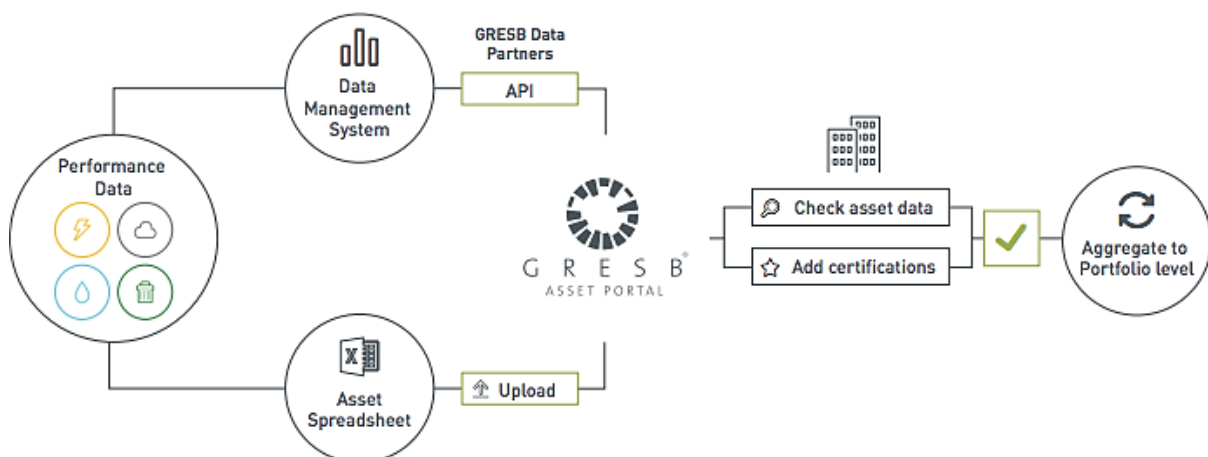 GRESB Data
Partners
API
Data
Management
System
Performance
Data
Check asset data
Add certifications
Aggregate to
Portfolio level
GRESB®
ASSET PORTAL
X
Asset
Spreadsheet
Upload